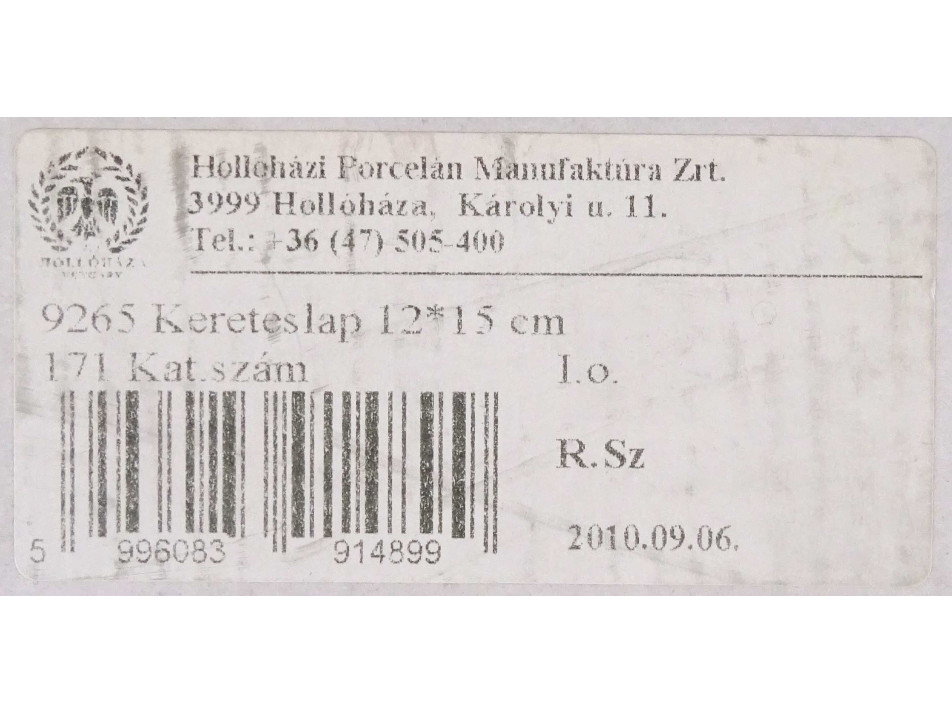 Hollóházi Porcelán Manufaktúra Zrt.
3999 Hollóháza, Károlyi u. 11.
Tel.: +36 (47) 505-400
HOLLÓHÁZA
HUNGARY
9265 Kereteslap 12*15 cm
171 Kat.szám I.o.
R.Sz
2010.09.06.
5 996083 914899